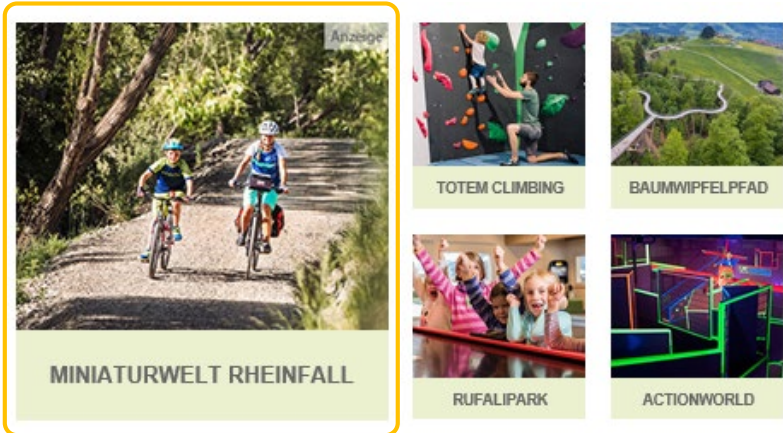 Anzeige
MINIATURWELT RHEINFALL
TOTEM CLIMBING
BAUMWIPFELPFAD
RUFALIPARK
ACTIONWORLD